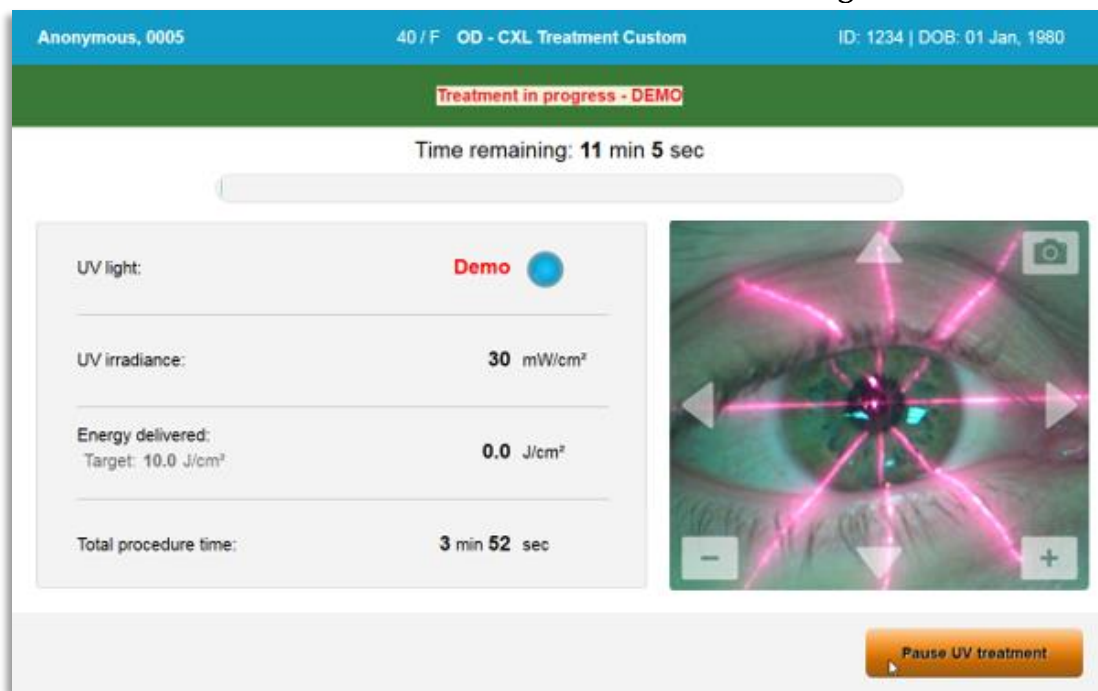 Anonymous, 0005 40 / F OD - CXL Treatment Custom ID: 1234 | DOB: 01 Jan, 1980
Treatment in progress - DEMO
Time remaining: 11 min 5 sec
UV light: Demo
UV irradiance: 30 mW/cm²
Energy delivered:
Target: 10.0 J/cm² 0.0 J/cm²
Total procedure time: 3 min 52 sec
Pause UV treatment